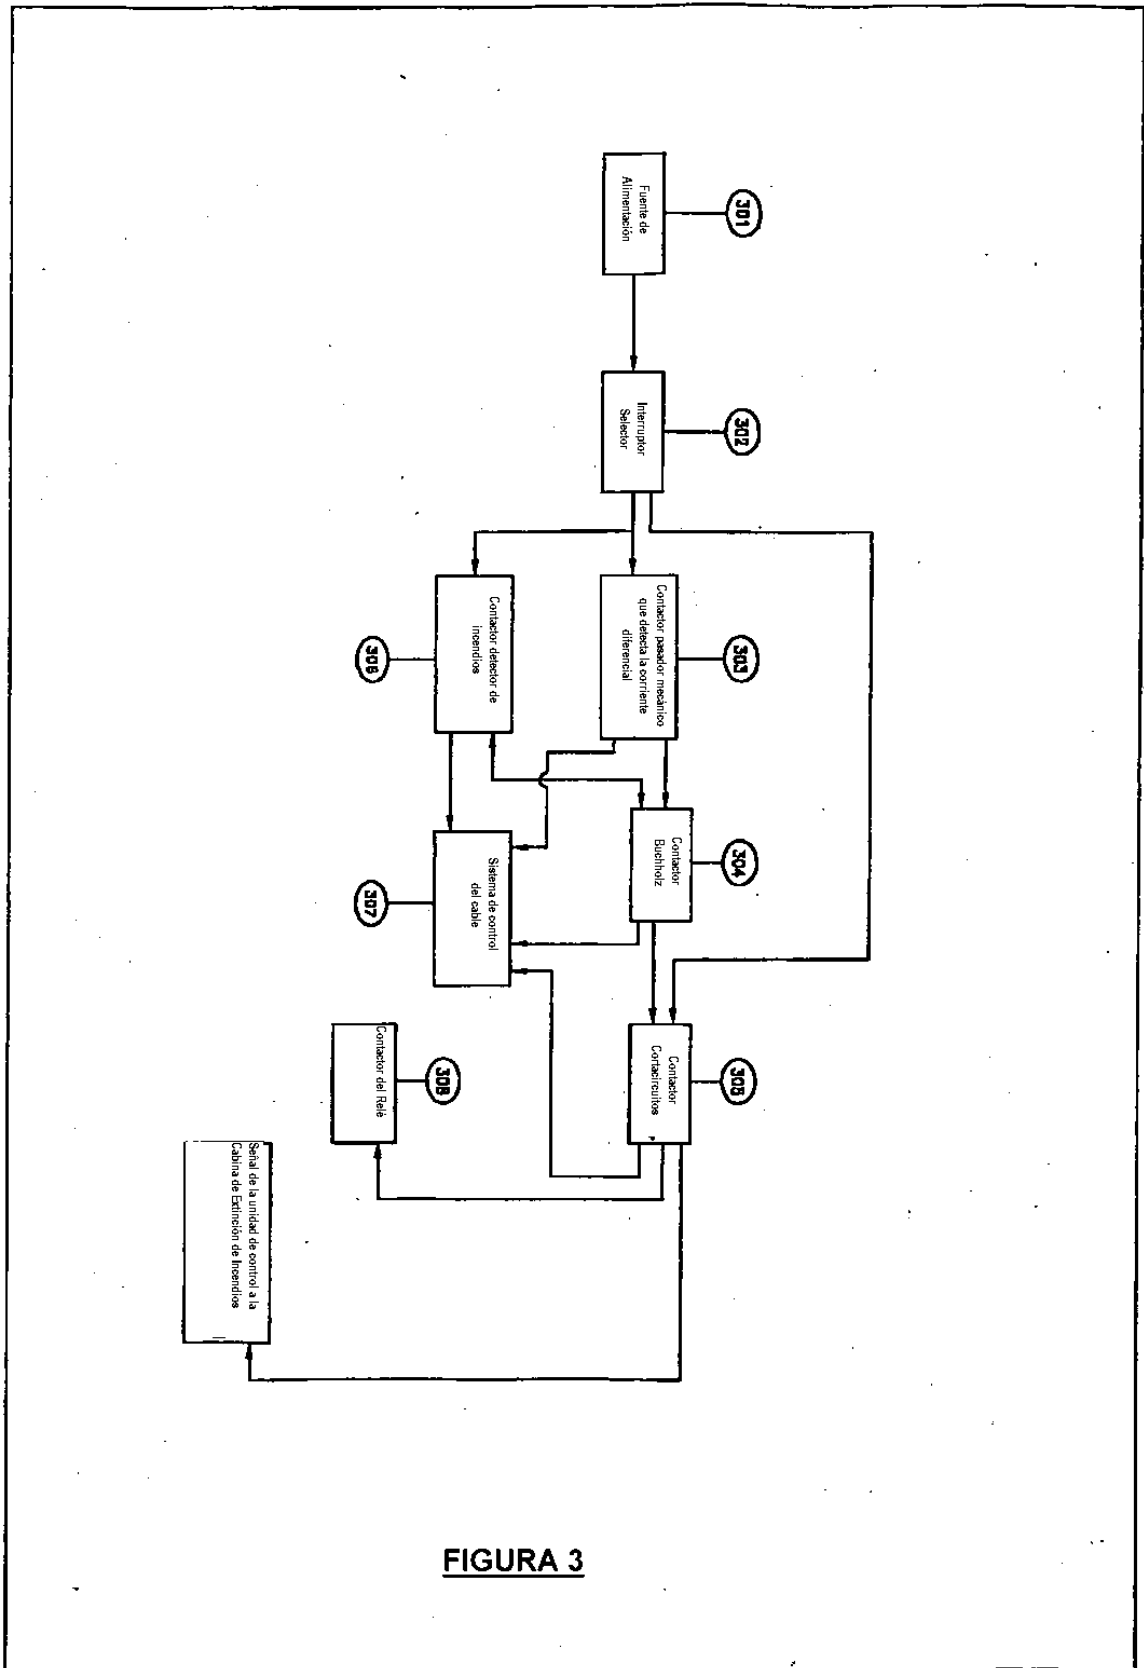 301
Fuente de
Alimentación
302
Interruptor
Selector
303
Contactor pasador mecánico
que detecta la corriente
diferencial
304
Contactor
Buchholz
305
Contactor
Cortacircuitos
306
Contactor detector de
incendios
307
Sistema de control
del cable
308
Contactor del Relé
Señal de la unidad de control a la
Cabina de Extinción de Incendios
FIGURA 3